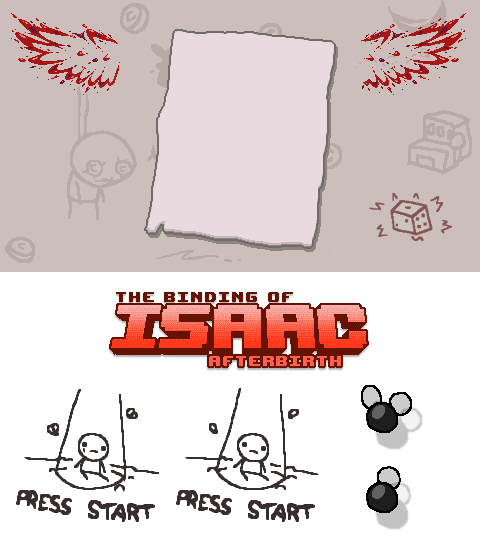 THE BINDING OF
ISAAC
AFTERBIRTH
PRESS START
PRESS START